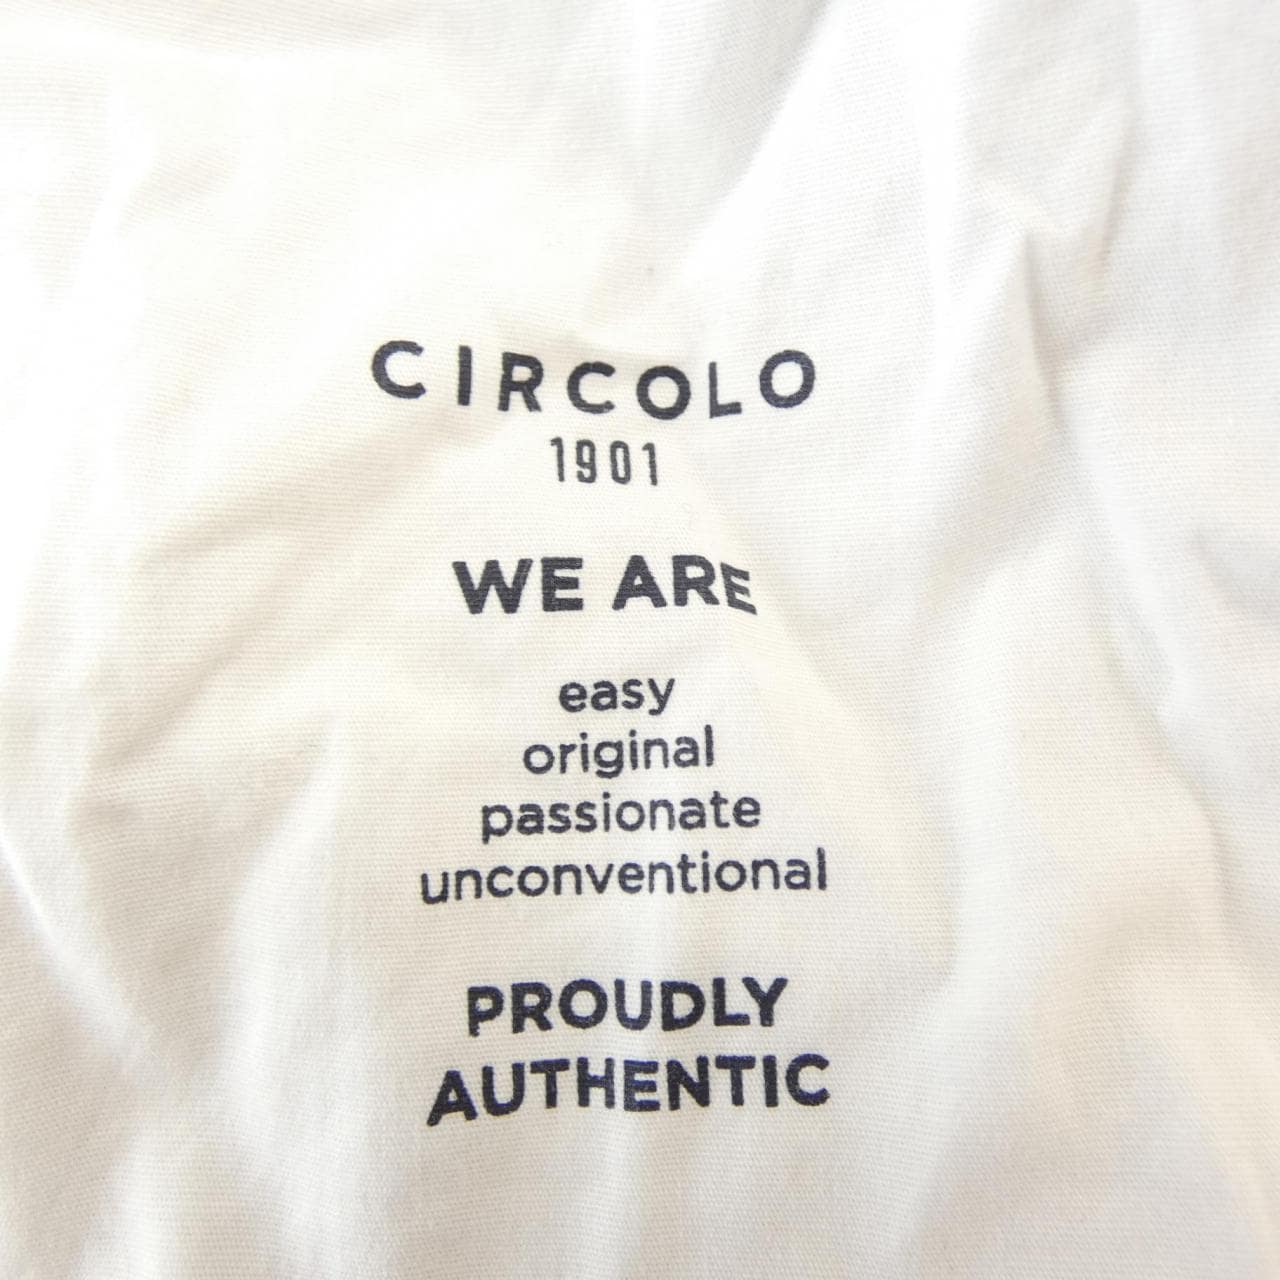 CIRCOLO
1901
WE ARE
easy
original
passionate
unconventional
PROUDLY
AUTHENTIC